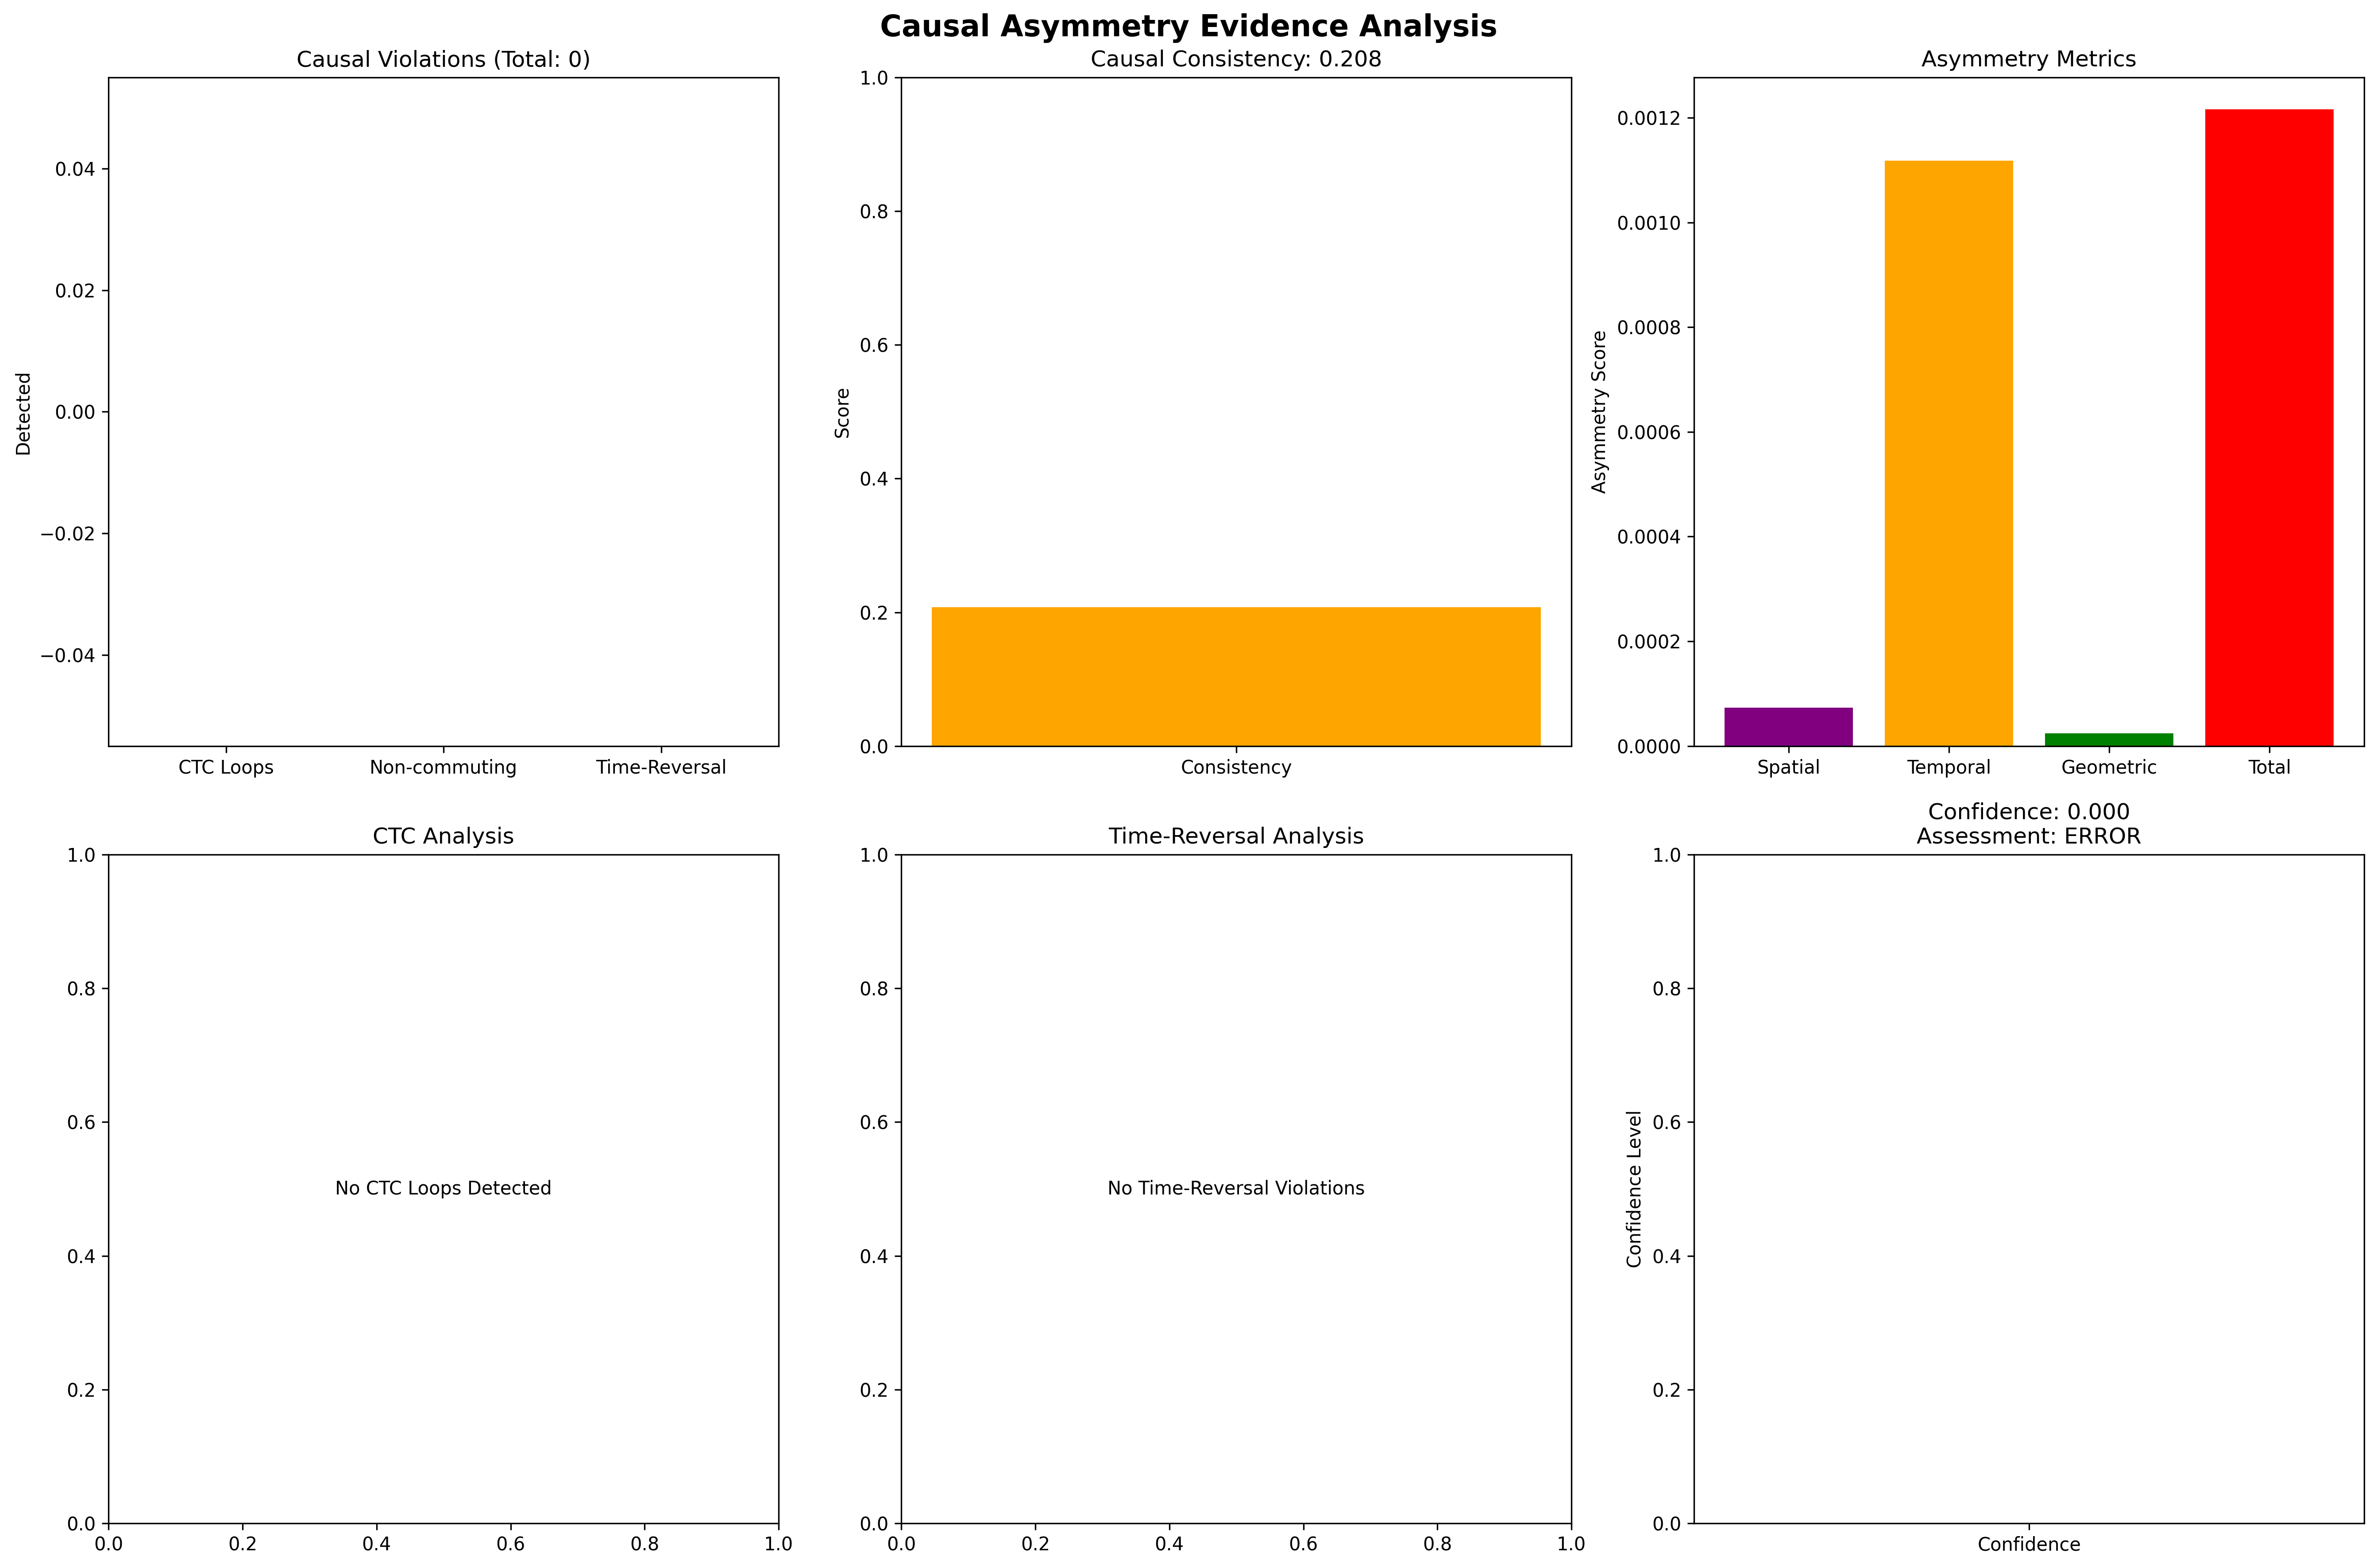 Causal Asymmetry Evidence Analysis
Causal Violations (Total: 0)
Detected
0.04
0.02
0.00
−0.02
−0.04
CTC Loops
Non-commuting
Time-Reversal
Causal Consistency: 0.208
Score
1.0
0.8
0.6
0.4
0.2
0.0
Consistency
Asymmetry Metrics
Asymmetry Score
0.0012
0.0010
0.0008
0.0006
0.0004
0.0002
0.0000
Spatial
Temporal
Geometric
Total
CTC Analysis
1.0
0.8
0.6
0.4
0.2
0.0
No CTC Loops Detected
0.0 0.2 0.4 0.6 0.8 1.0
Time-Reversal Analysis
1.0
0.8
0.6
0.4
0.2
0.0
No Time-Reversal Violations
0.0 0.2 0.4 0.6 0.8 1.0
Confidence: 0.000
Assessment: ERROR
Confidence Level
1.0
0.8
0.6
0.4
0.2
0.0
Confidence